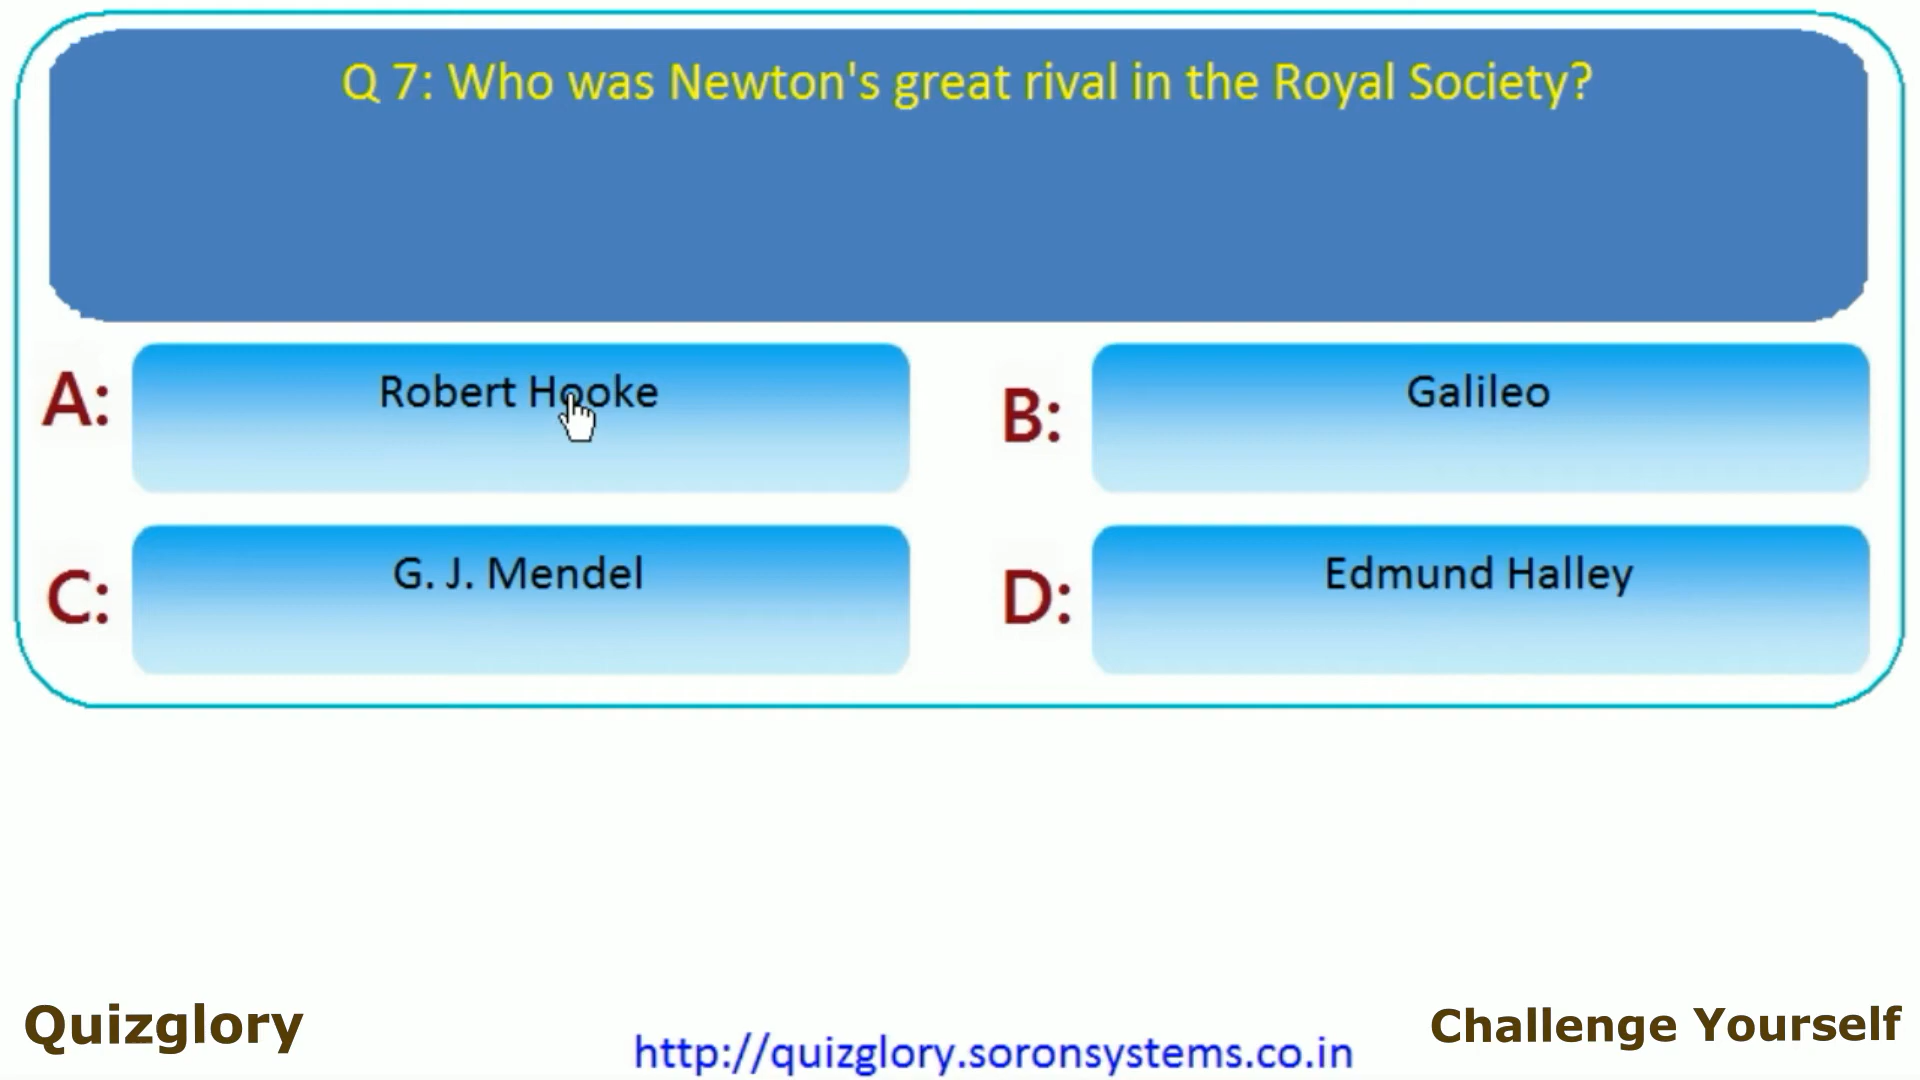 Q 7: Who was Newton's great rival in the Royal Society?
A: Robert Hooke
B: Galileo
C: G. J. Mendel
D: Edmund Halley
Quizglory
http://quizglory.soronsystems.co.in
Challenge Yourself